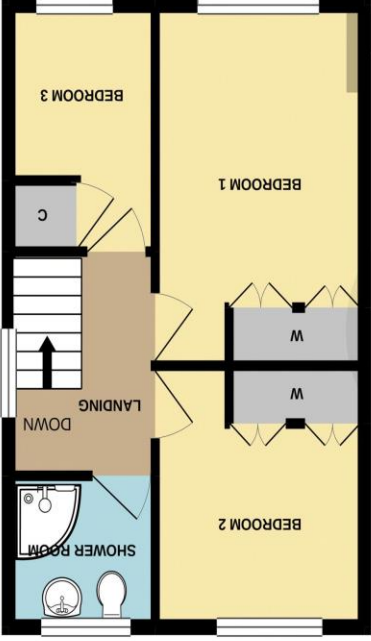 BEDROOM 2
SHOWER ROOM
W
LANDING
DOWN
W
BEDROOM 1
C
BEDROOM 3